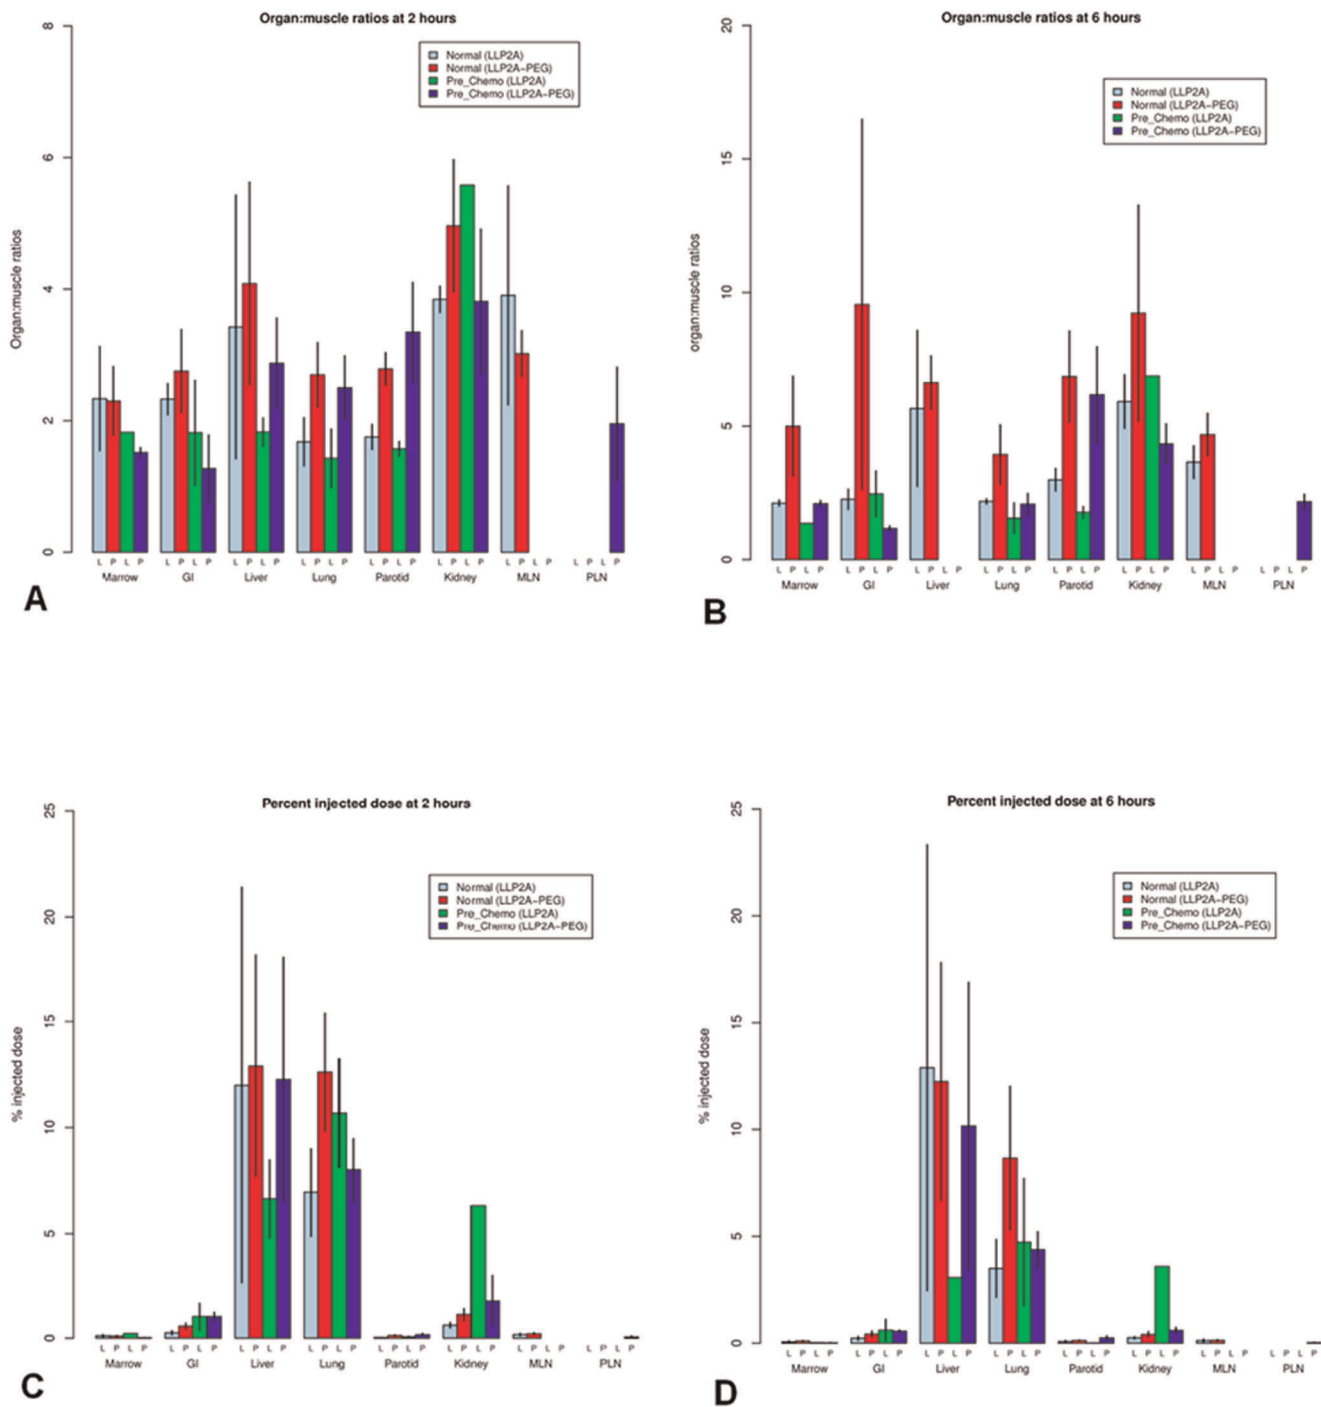 Organ:muscle ratios at 2 hours
8
6
4
2
0
Organ:muscle ratios
Normal (LLP2A)
Normal (LLP2A-PEG)
Pre_Chemo (LLP2A)
Pre_Chemo (LLP2A-PEG)
L P L P L P L P L P L P L P L P L P L P L P L P L P L P L P L P
Marrow GI Liver Lung Parotid Kidney MLN PLN
A
Organ:muscle ratios at 6 hours
20
15
10
5
0
organ:muscle ratios
Normal (LLP2A)
Normal (LLP2A-PEG)
Pre_Chemo (LLP2A)
Pre_Chemo (LLP2A-PEG)
L P L P L P L P L P L P L P L P L P L P L P L P L P L P L P L P
Marrow GI Liver Lung Parotid Kidney MLN PLN
B
Percent injected dose at 2 hours
25
20
15
10
5
0
% injected dose
Normal (LLP2A)
Normal (LLP2A-PEG)
Pre_Chemo (LLP2A)
Pre_Chemo (LLP2A-PEG)
L P L P L P L P L P L P L P L P L P L P L P L P L P L P L P L P
Marrow GI Liver Lung Parotid Kidney MLN PLN
C
Percent injected dose at 6 hours
25
20
15
10
5
0
% injected dose
Normal (LLP2A)
Normal (LLP2A-PEG)
Pre_Chemo (LLP2A)
Pre_Chemo (LLP2A-PEG)
L P L P L P L P L P L P L P L P L P L P L P L P L P L P L P L P
Marrow GI Liver Lung Parotid Kidney MLN PLN
D